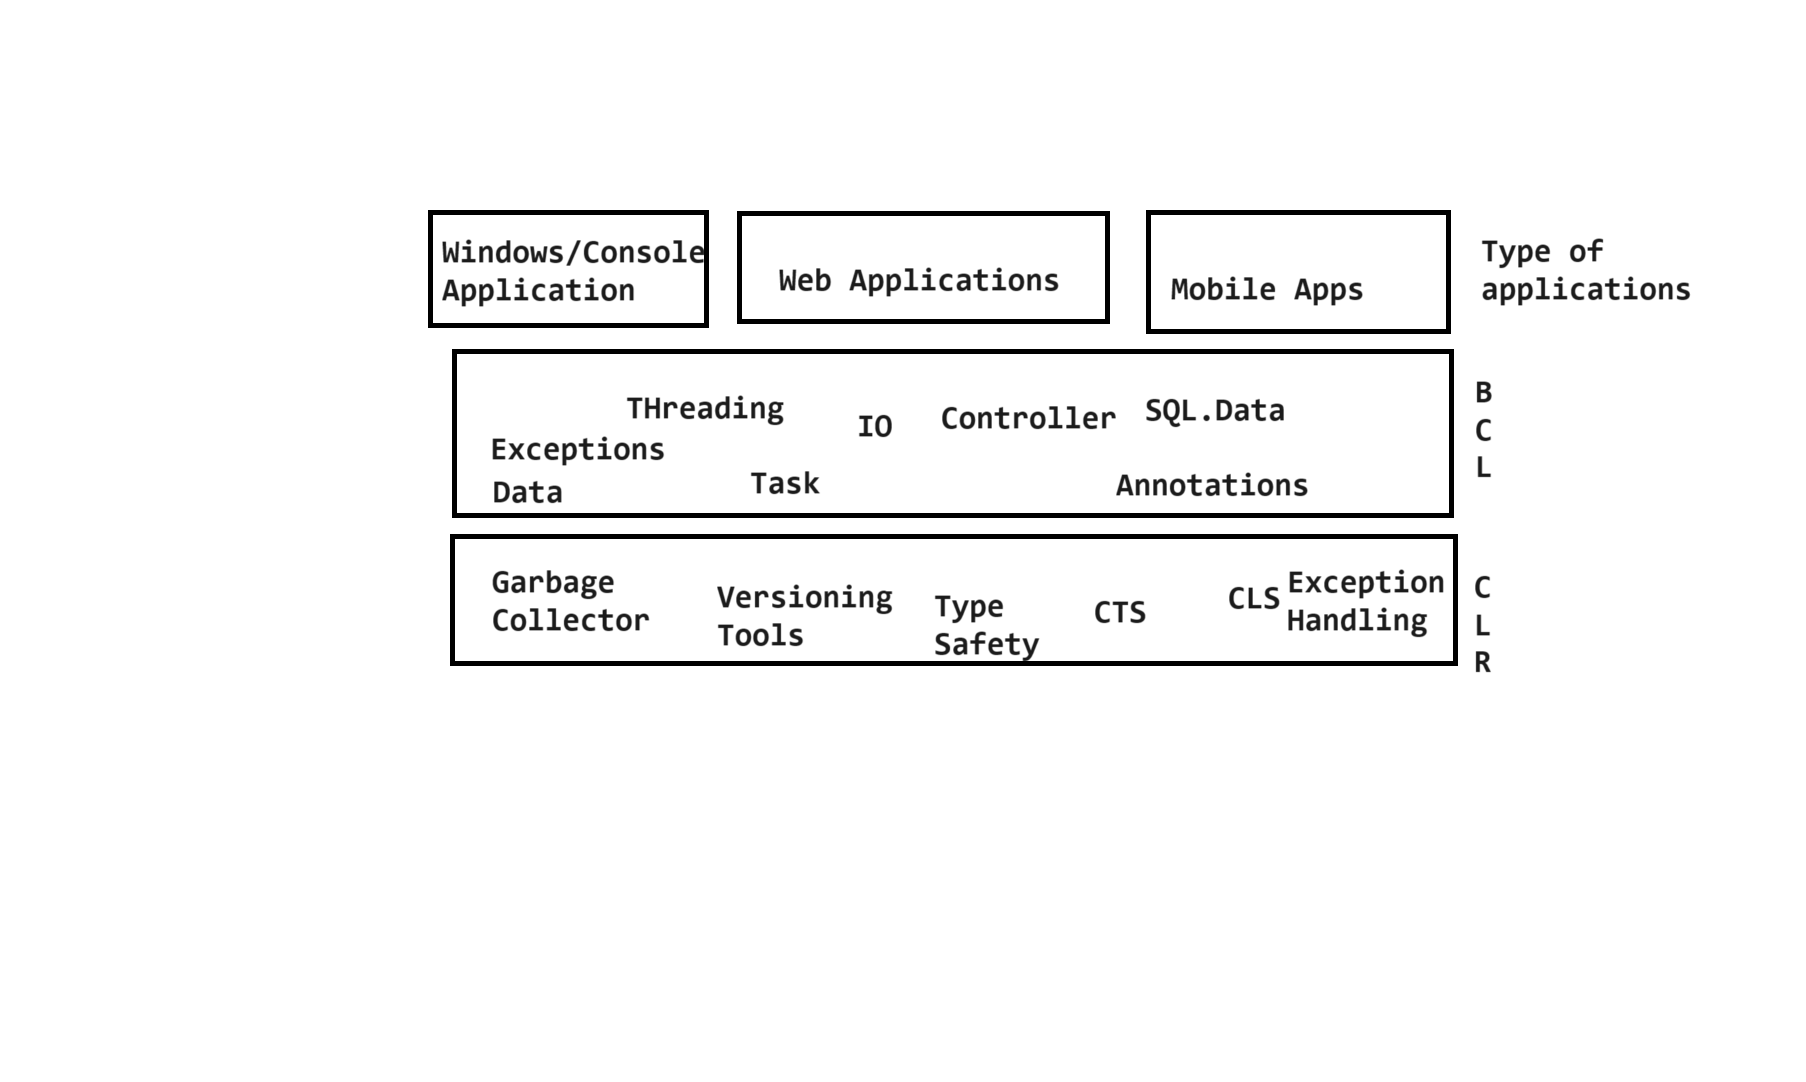 Windows/Console
Application
Web Applications
Mobile Apps
Type of
applications
THreading
IO
Controller
SQL.Data
Exceptions
Data
Task
Annotations
B
C
L
Garbage
Collector
Versioning
Tools
Type
Safety
CTS
CLS
Exception
Handling
C
L
R